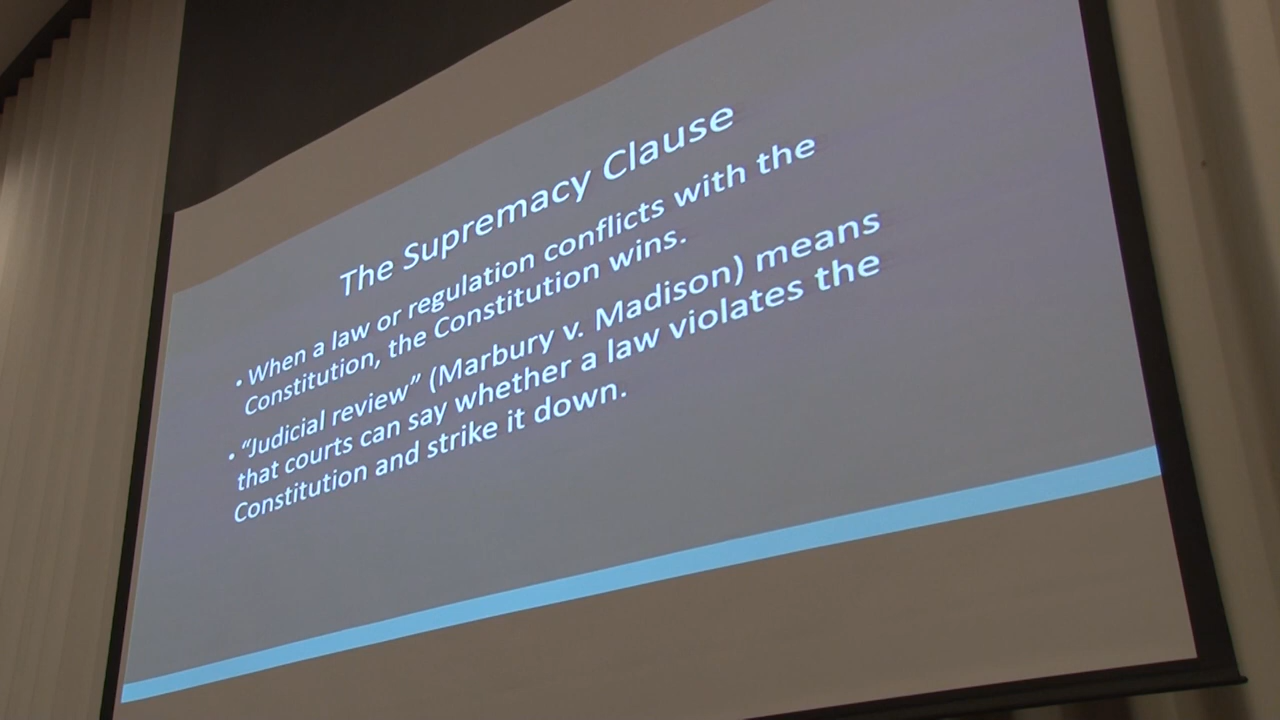 The Supremacy Clause
• When a law or regulation conflicts with the
Constitution, the Constitution wins.
• “Judicial review” (Marbury v. Madison) means
that courts can say whether a law violates the
Constitution and strike it down.